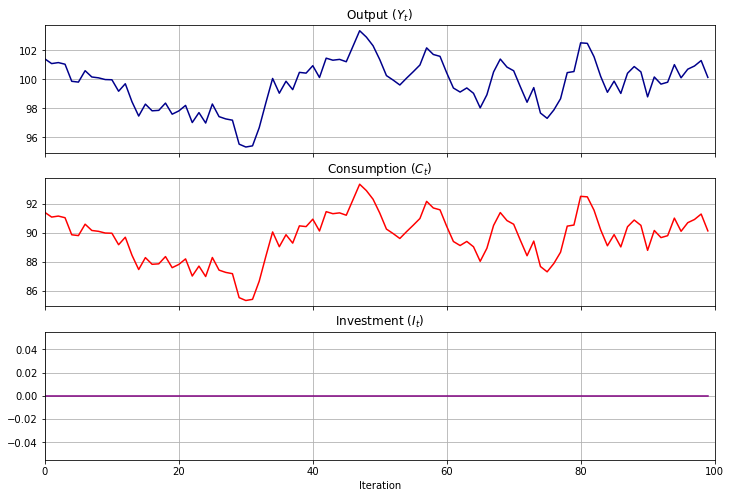 Output (Y_t)
102
100
98
96
Consumption (C_t)
92
90
88
86
Investment (I_t)
0.04
0.02
0.00
−0.02
−0.04
0 20 40 60 80 100
Iteration